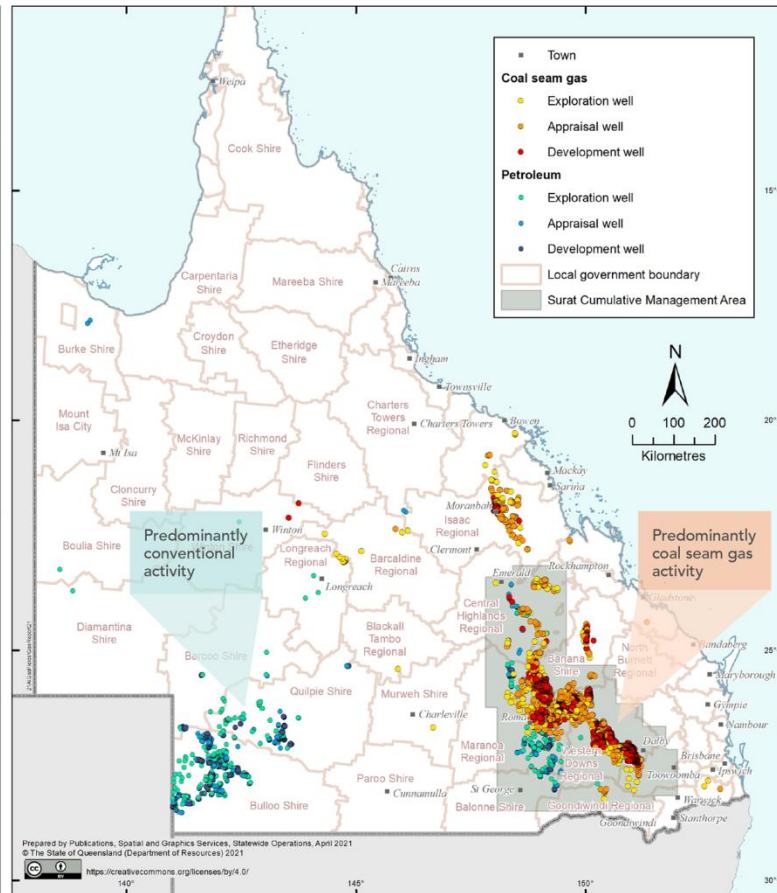 Town
Coal seam gas
Exploration well
Appraisal well
Development well
Petroleum
Exploration well
Appraisal well
Development well
Local government boundary
Surat Cumulative Management Area
N
0 100 200
Kilometres
15°
20°
25°
30°
140°
145°
150°
Weipa
Cook Shire
Cairns
Mareeba
Carpentaria
Shire
Mareeba Shire
Burke Shire
Croydon
Shire
Etheridge
Shire
Ingham
Townsville
Mount
Isa City
Mt Isa
McKinlay
Shire
Richmond
Shire
Flinders
Shire
Charters
Towers
Regional
Charters Towers
Bowen
Cloncurry
Shire
Mackay
Sarina
Moranbah
Isaac
Regional
Clermont
Winton
Boulia Shire
Longreach
Regional
Longreach
Barcaldine
Regional
Emerald
Rockhampton
Gladstone
Predominantly
conventional
activity
Predominantly
coal seam gas
activity
Diamantina
Shire
Central
Highlands
Regional
Blackall
Tambo
Regional
Barcoo Shire
Banana
Shire
North
Burnett
Regional
Bundaberg
Maryborough
Quilpie Shire
Murweh Shire
Charleville
Roma
Gympie
Nambour
Maranoa
Regional
Western
Downs
Regional
Dalby
Brisbane
Toowoomba
Ipswich
Bulloo Shire
Paroo Shire
Cunnamulla
St George
Balonne Shire
Goondiwindi Regional
Goondiwindi
Warwick
Stanthorpe
Prepared by Publications, Spatial and Graphics Services, Statewide Operations, April 2021
© The State of Queensland (Department of Resources) 2021
cc BY https://creativecommons.org/licenses/by/4.0/